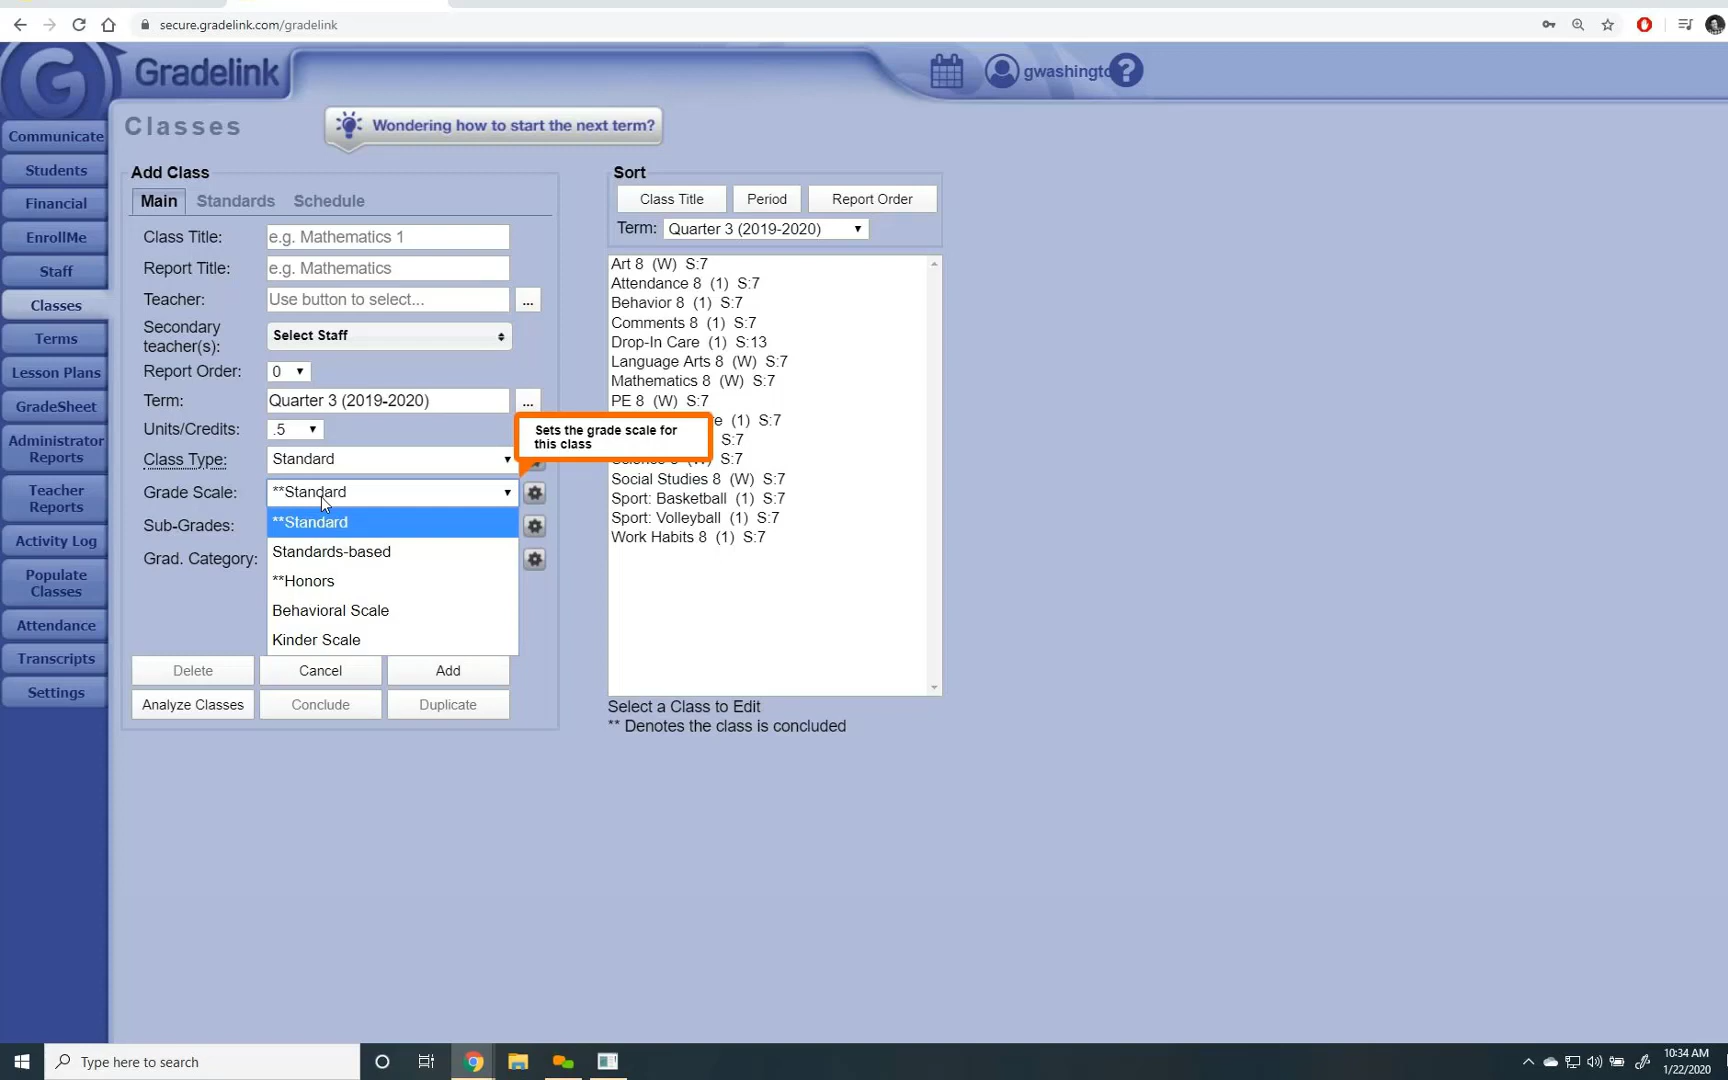 secure.gradelink.com/gradelink
Gradelink
gwashingto
?
Communicate
Students
Financial
EnrollMe
Staff
Classes
Terms
Lesson Plans
GradeSheet
Administrator
Reports
Teacher
Reports
Activity Log
Populate
Classes
Attendance
Transcripts
Settings
Classes
Wondering how to start the next term?
Add Class
Main Standards Schedule
Class Title: e.g. Mathematics 1
Report Title: e.g. Mathematics
Teacher: Use button to select... ...
Secondary
teacher(s): Select Staff
Report Order: 0
Term: Quarter 3 (2019-2020) ...
Units/Credits: .5
Class Type: Standard
Grade Scale: **Standard
Sub-Grades:
Grad. Category:
**Standard
Standards-based
**Honors
Behavioral Scale
Kinder Scale
Sets the grade scale for
this class
Delete Cancel Add
Analyze Classes Conclude Duplicate
Sort
Class Title Period Report Order
Term: Quarter 3 (2019-2020)
Art 8 (W) S:7
Attendance 8 (1) S:7
Behavior 8 (1) S:7
Comments 8 (1) S:7
Drop-In Care (1) S:13
Language Arts 8 (W) S:7
Mathematics 8 (W) S:7
PE 8 (W) S:7
e (1) S:7
S:7
S:7
Social Studies 8 (W) S:7
Sport: Basketball (1) S:7
Sport: Volleyball (1) S:7
Work Habits 8 (1) S:7
Select a Class to Edit
** Denotes the class is concluded
Type here to search
10:34 AM
1/22/2020